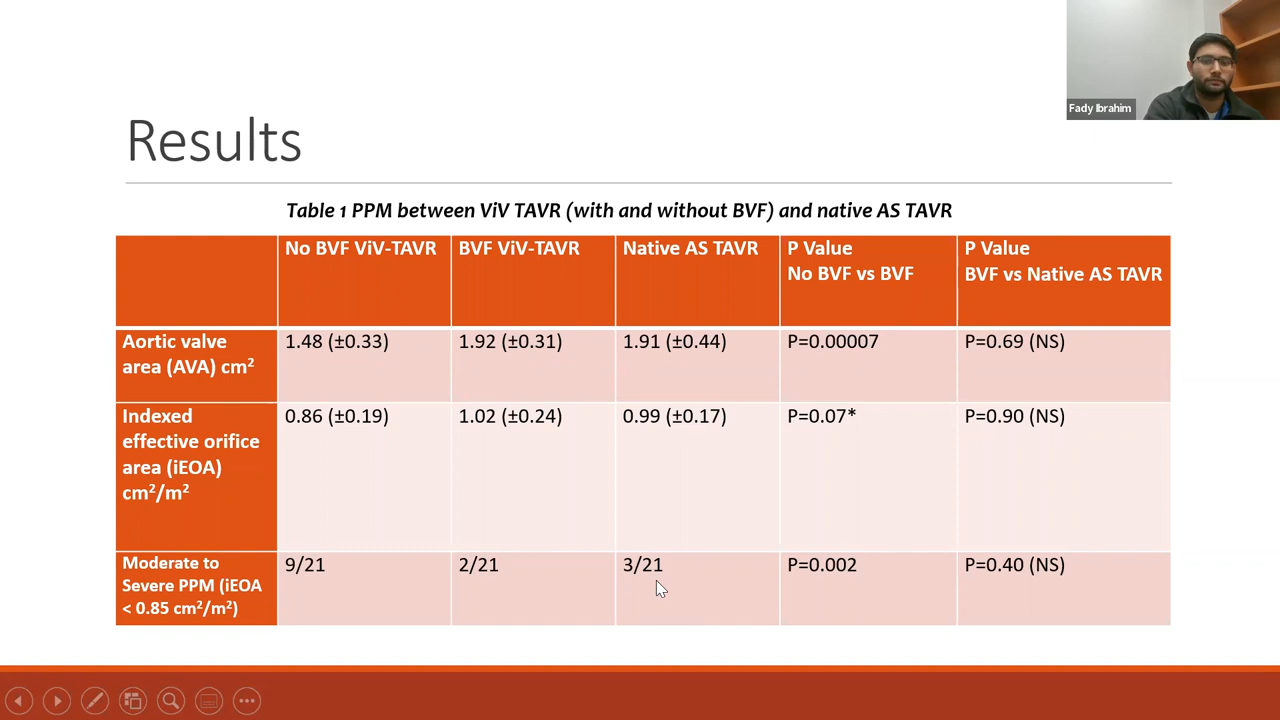 Fady Ibrahim
Results
Table 1 PPM between ViV TAVR (with and without BVF) and native AS TAVR
No BVF ViV-TAVR
BVF ViV-TAVR
Native AS TAVR
P Value
No BVF vs BVF
P Value
BVF vs Native AS TAVR
Aortic valve
area (AVA) cm²
1.48 (±0.33)
1.92 (±0.31)
1.91 (±0.44)
P=0.00007
P=0.69 (NS)
Indexed
effective orifice
area (iEOA)
cm²/m²
0.86 (±0.19)
1.02 (±0.24)
0.99 (±0.17)
P=0.07*
P=0.90 (NS)
Moderate to
Severe PPM (iEOA
< 0.85 cm²/m²)
9/21
2/21
3/21
P=0.002
P=0.40 (NS)